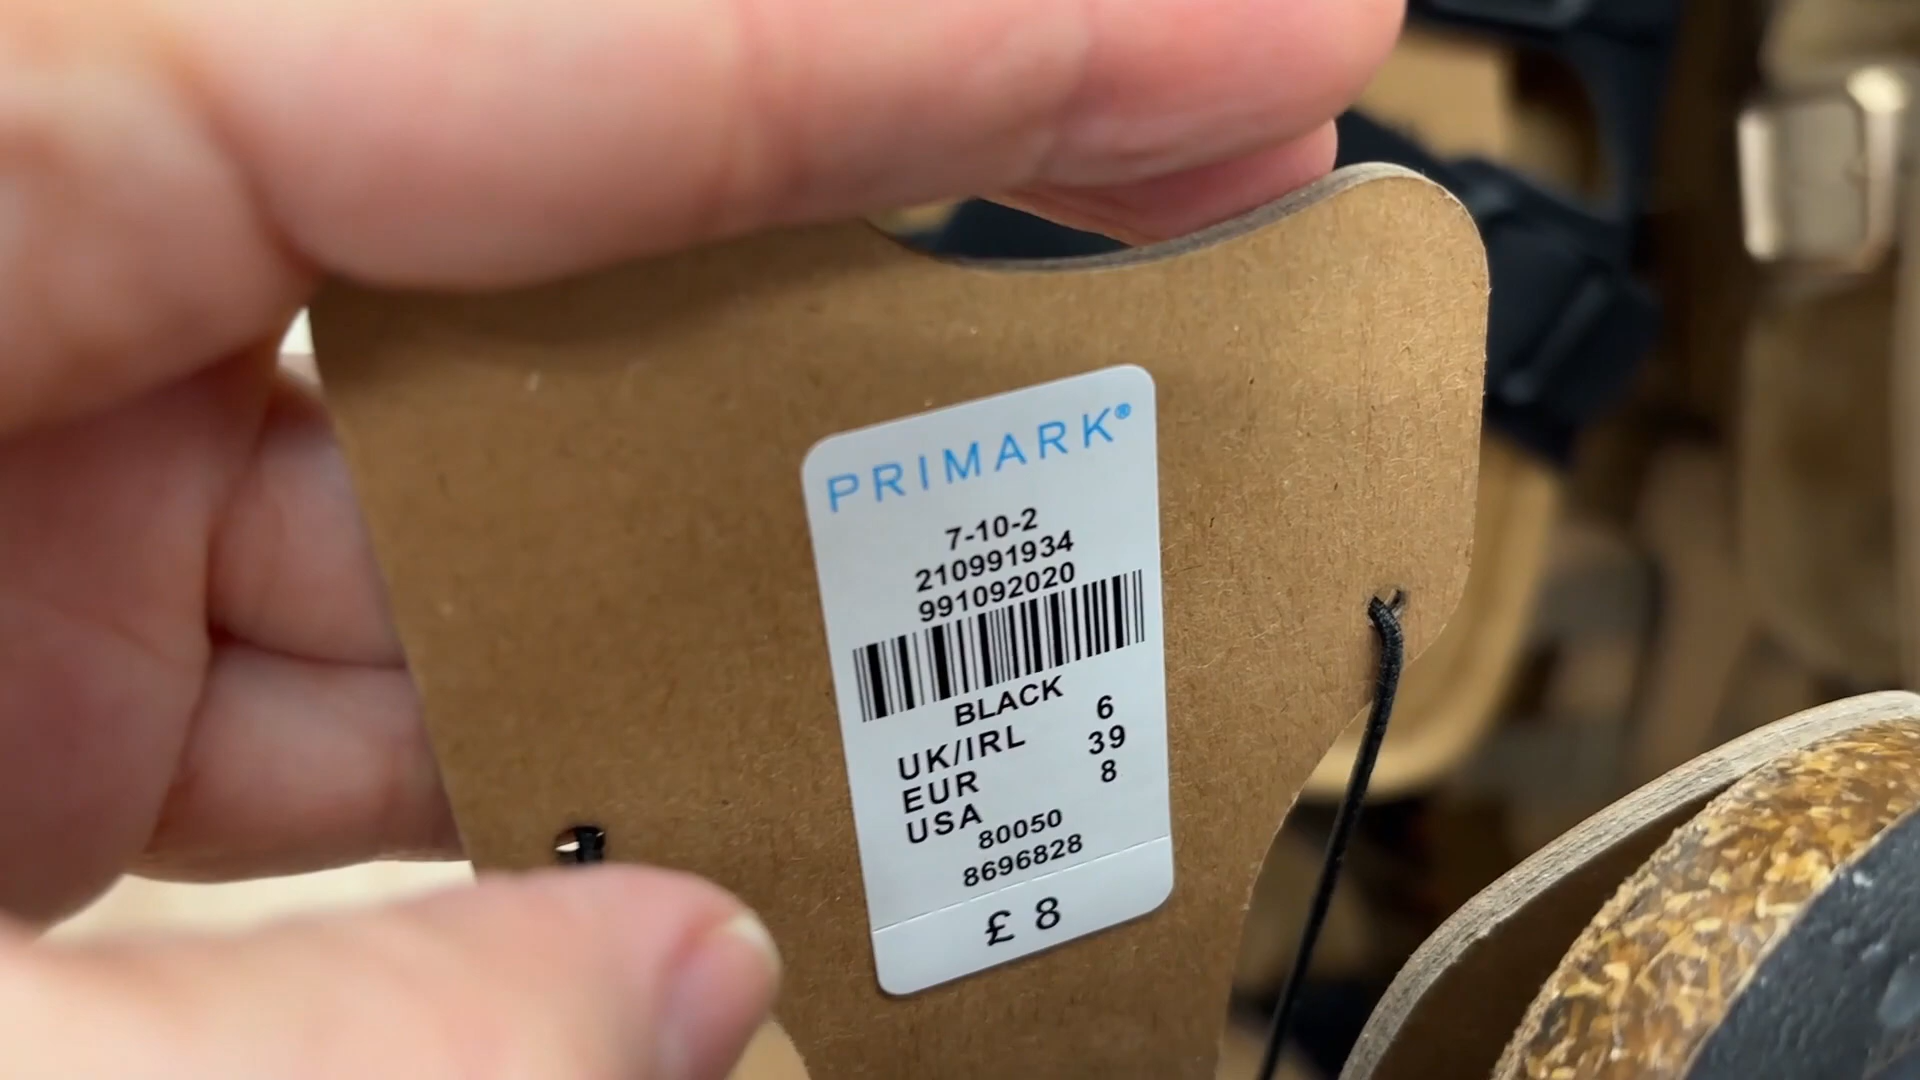 PRIMARK®
7-10-2
210991934
991092020
BLACK
UK/IRL 6
EUR 39
USA 8
80050
8696828
£ 8